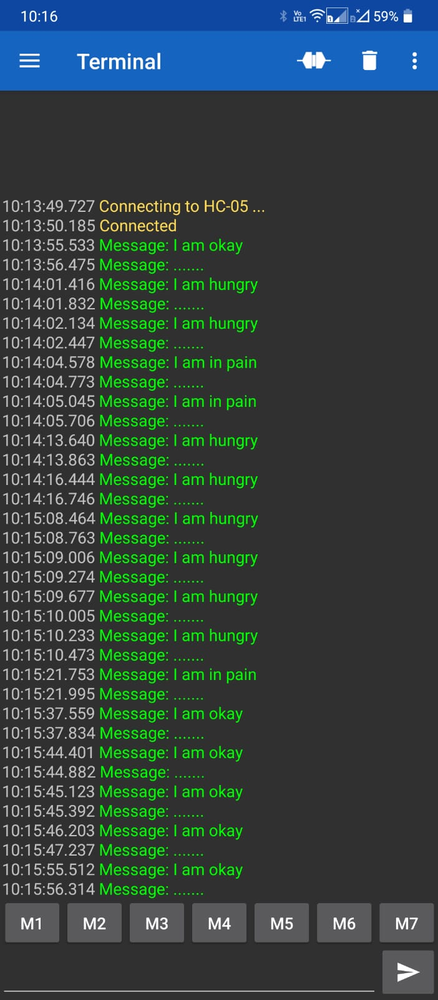 10:16 Vo LTE1 1 2 59%
Terminal
10:13:49.727 Connecting to HC-05 ...
10:13:50.185 Connected
10:13:55.533 Message: I am okay
10:13:56.475 Message: .......
10:14:01.416 Message: I am hungry
10:14:01.832 Message: .......
10:14:02.134 Message: I am hungry
10:14:02.447 Message: .......
10:14:04.578 Message: I am in pain
10:14:04.773 Message: .......
10:14:05.045 Message: I am in pain
10:14:05.706 Message: .......
10:14:13.640 Message: I am hungry
10:14:13.863 Message: .......
10:14:16.444 Message: I am hungry
10:14:16.746 Message: .......
10:15:08.464 Message: I am hungry
10:15:08.763 Message: .......
10:15:09.006 Message: I am hungry
10:15:09.274 Message: .......
10:15:09.677 Message: I am hungry
10:15:10.005 Message: .......
10:15:10.233 Message: I am hungry
10:15:10.473 Message: .......
10:15:21.753 Message: I am in pain
10:15:21.995 Message: .......
10:15:37.559 Message: I am okay
10:15:37.834 Message: .......
10:15:44.401 Message: I am okay
10:15:44.882 Message: .......
10:15:45.123 Message: I am okay
10:15:45.392 Message: .......
10:15:46.203 Message: I am okay
10:15:47.237 Message: .......
10:15:55.512 Message: I am okay
10:15:56.314 Message: .......
M1 M2 M3 M4 M5 M6 M7